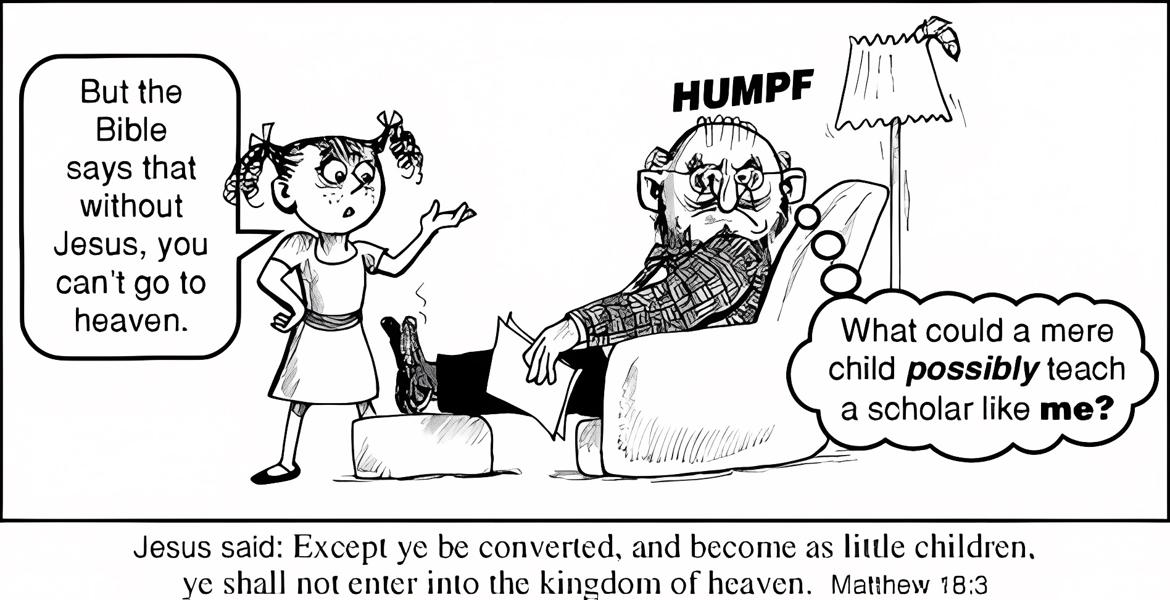 But the
Bible
says that
without
Jesus, you
can't go to
heaven.
HUMPF
What could a mere
child possibly teach
a scholar like me?
Jesus said: Except ye be converted, and become as little children,
ye shall not enter into the kingdom of heaven. Matthew 18:3